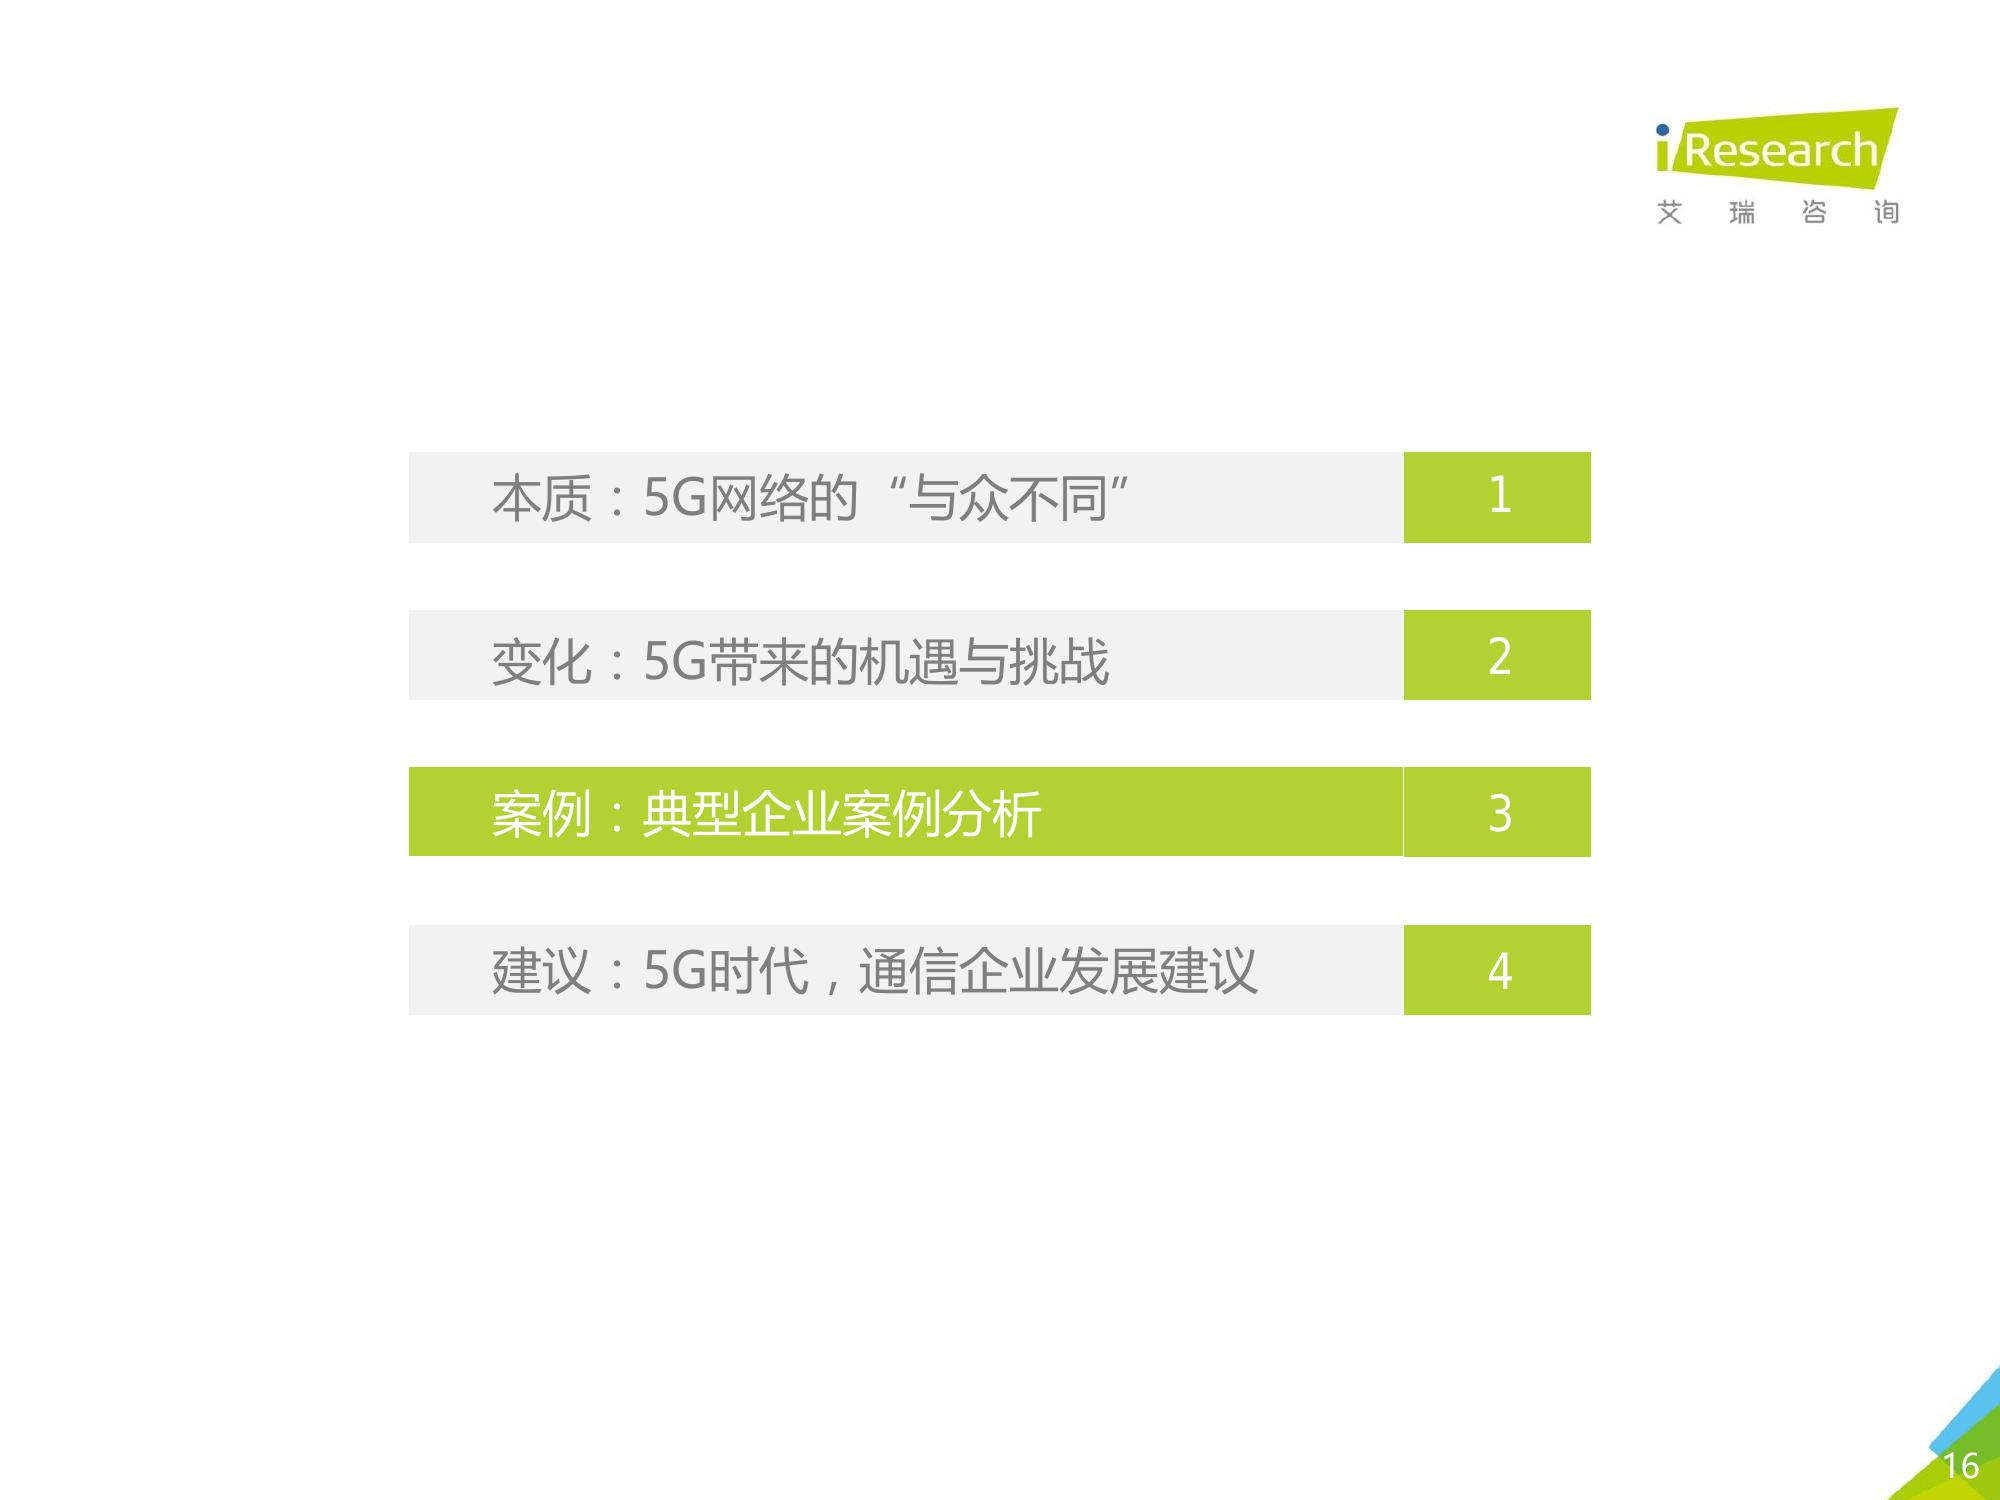 iResearch
艾瑞咨询
本质：5G网络的“与众不同” 1
变化：5G带来的机遇与挑战 2
案例：典型企业案例分析 3
建议：5G时代，通信企业发展建议 4
16